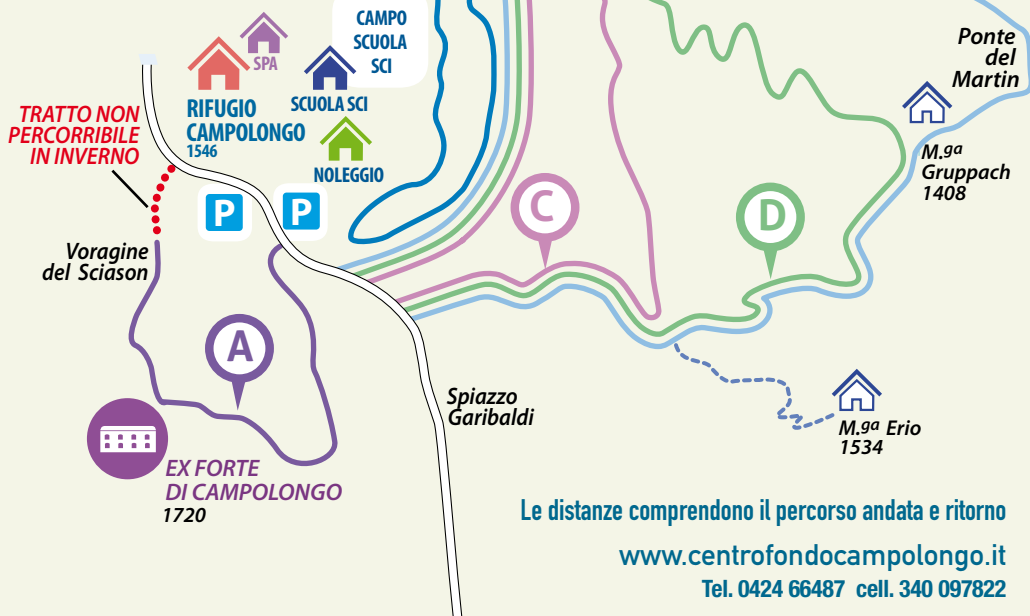 CAMPO
SCUOLA
SCI
SPA
SCUOLA SCI
RIFUGIO
CAMPOLONGO
1546
NOLEGGIO
TRATTO NON
PERCORRIBILE
IN INVERNO
P
P
Voragine
del Sciason
A
C
D
Ponte
del
Martin
M.ga
Gruppach
1408
Spiazzo
Garibaldi
M.ga Erio
1534
EX FORTE
DI CAMPOLONGO
1720
Le distanze comprendono il percorso andata e ritorno
www.centrofondocampolongo.it
Tel. 0424 66487 cell. 340 097822